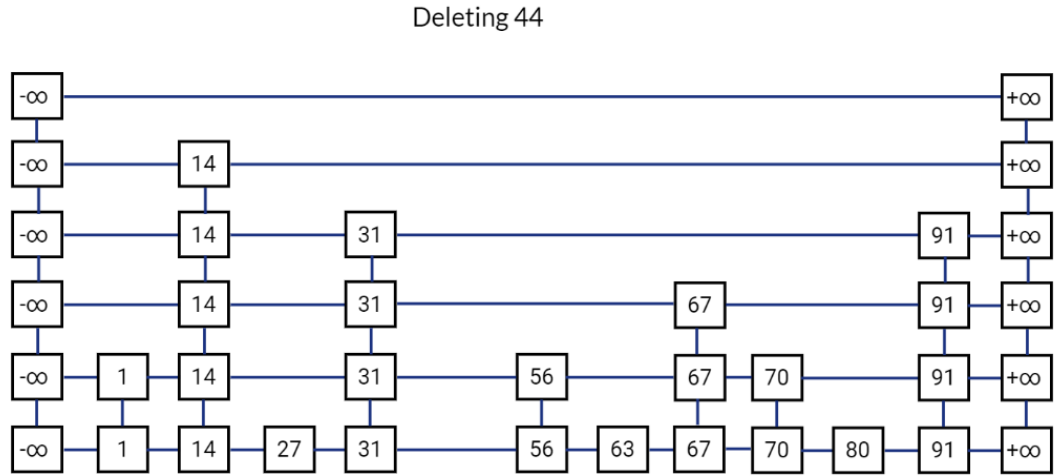 Deleting 44
-∞ +∞
-∞ 14 +∞
-∞ 14 31 91 +∞
-∞ 14 31 67 91 +∞
-∞ 1 14 31 56 67 70 91 +∞
-∞ 1 14 27 31 56 63 67 70 80 91 +∞